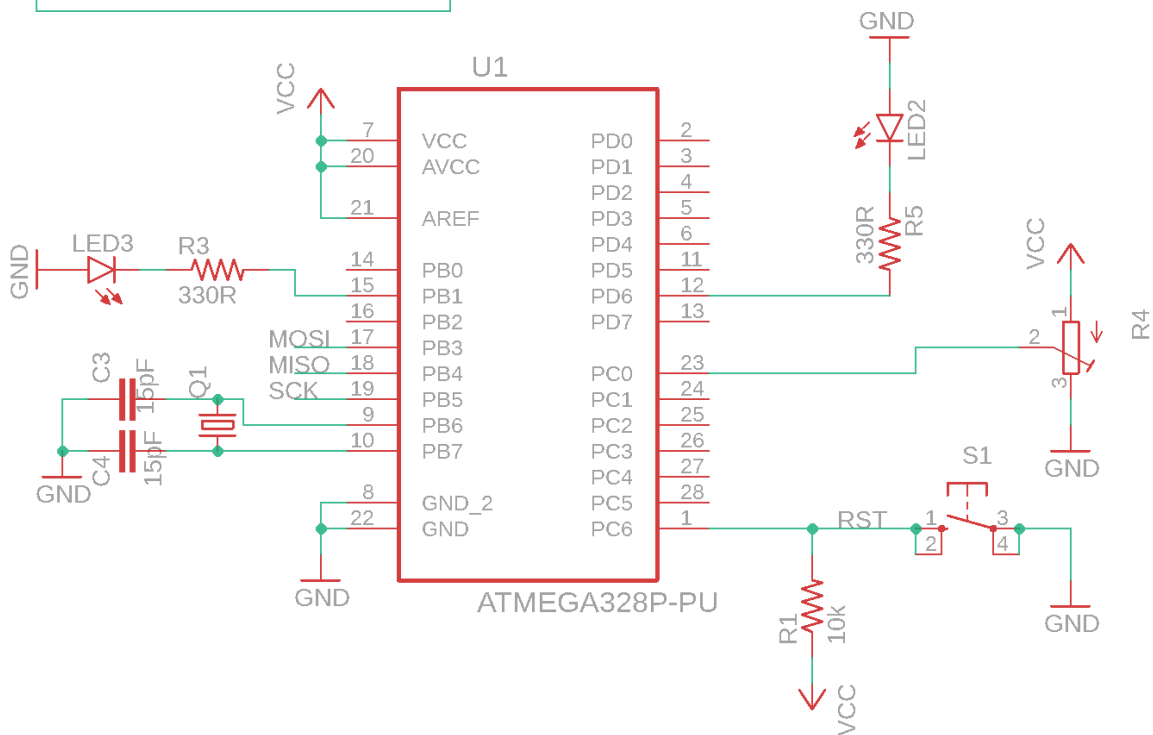 GND
U1
VCC
LED2
7 VCC PD0 2
20 AVCC PD1 3
PD2 4
21 AREF PD3 5
PD4 6
330R R5
LED3 R3
GND
330R
14 PB0 PD5 11
15 PB1 PD6 12
16 PB2 PD7 13
VCC
1
2
3
R4
GND
MOSI 17 PB3
MISO 18 PB4 PC0 23
SCK 19 PB5 PC1 24
C3 15pF Q1
9 PB6 PC2 25
10 PB7 PC3 26
C4 15pF
GND
PC4 27
8 GND_2 PC5 28
22 GND PC6 1
GND
ATMEGA328P-PU
S1
RST 1 3
2 4
GND
R1 10k
VCC